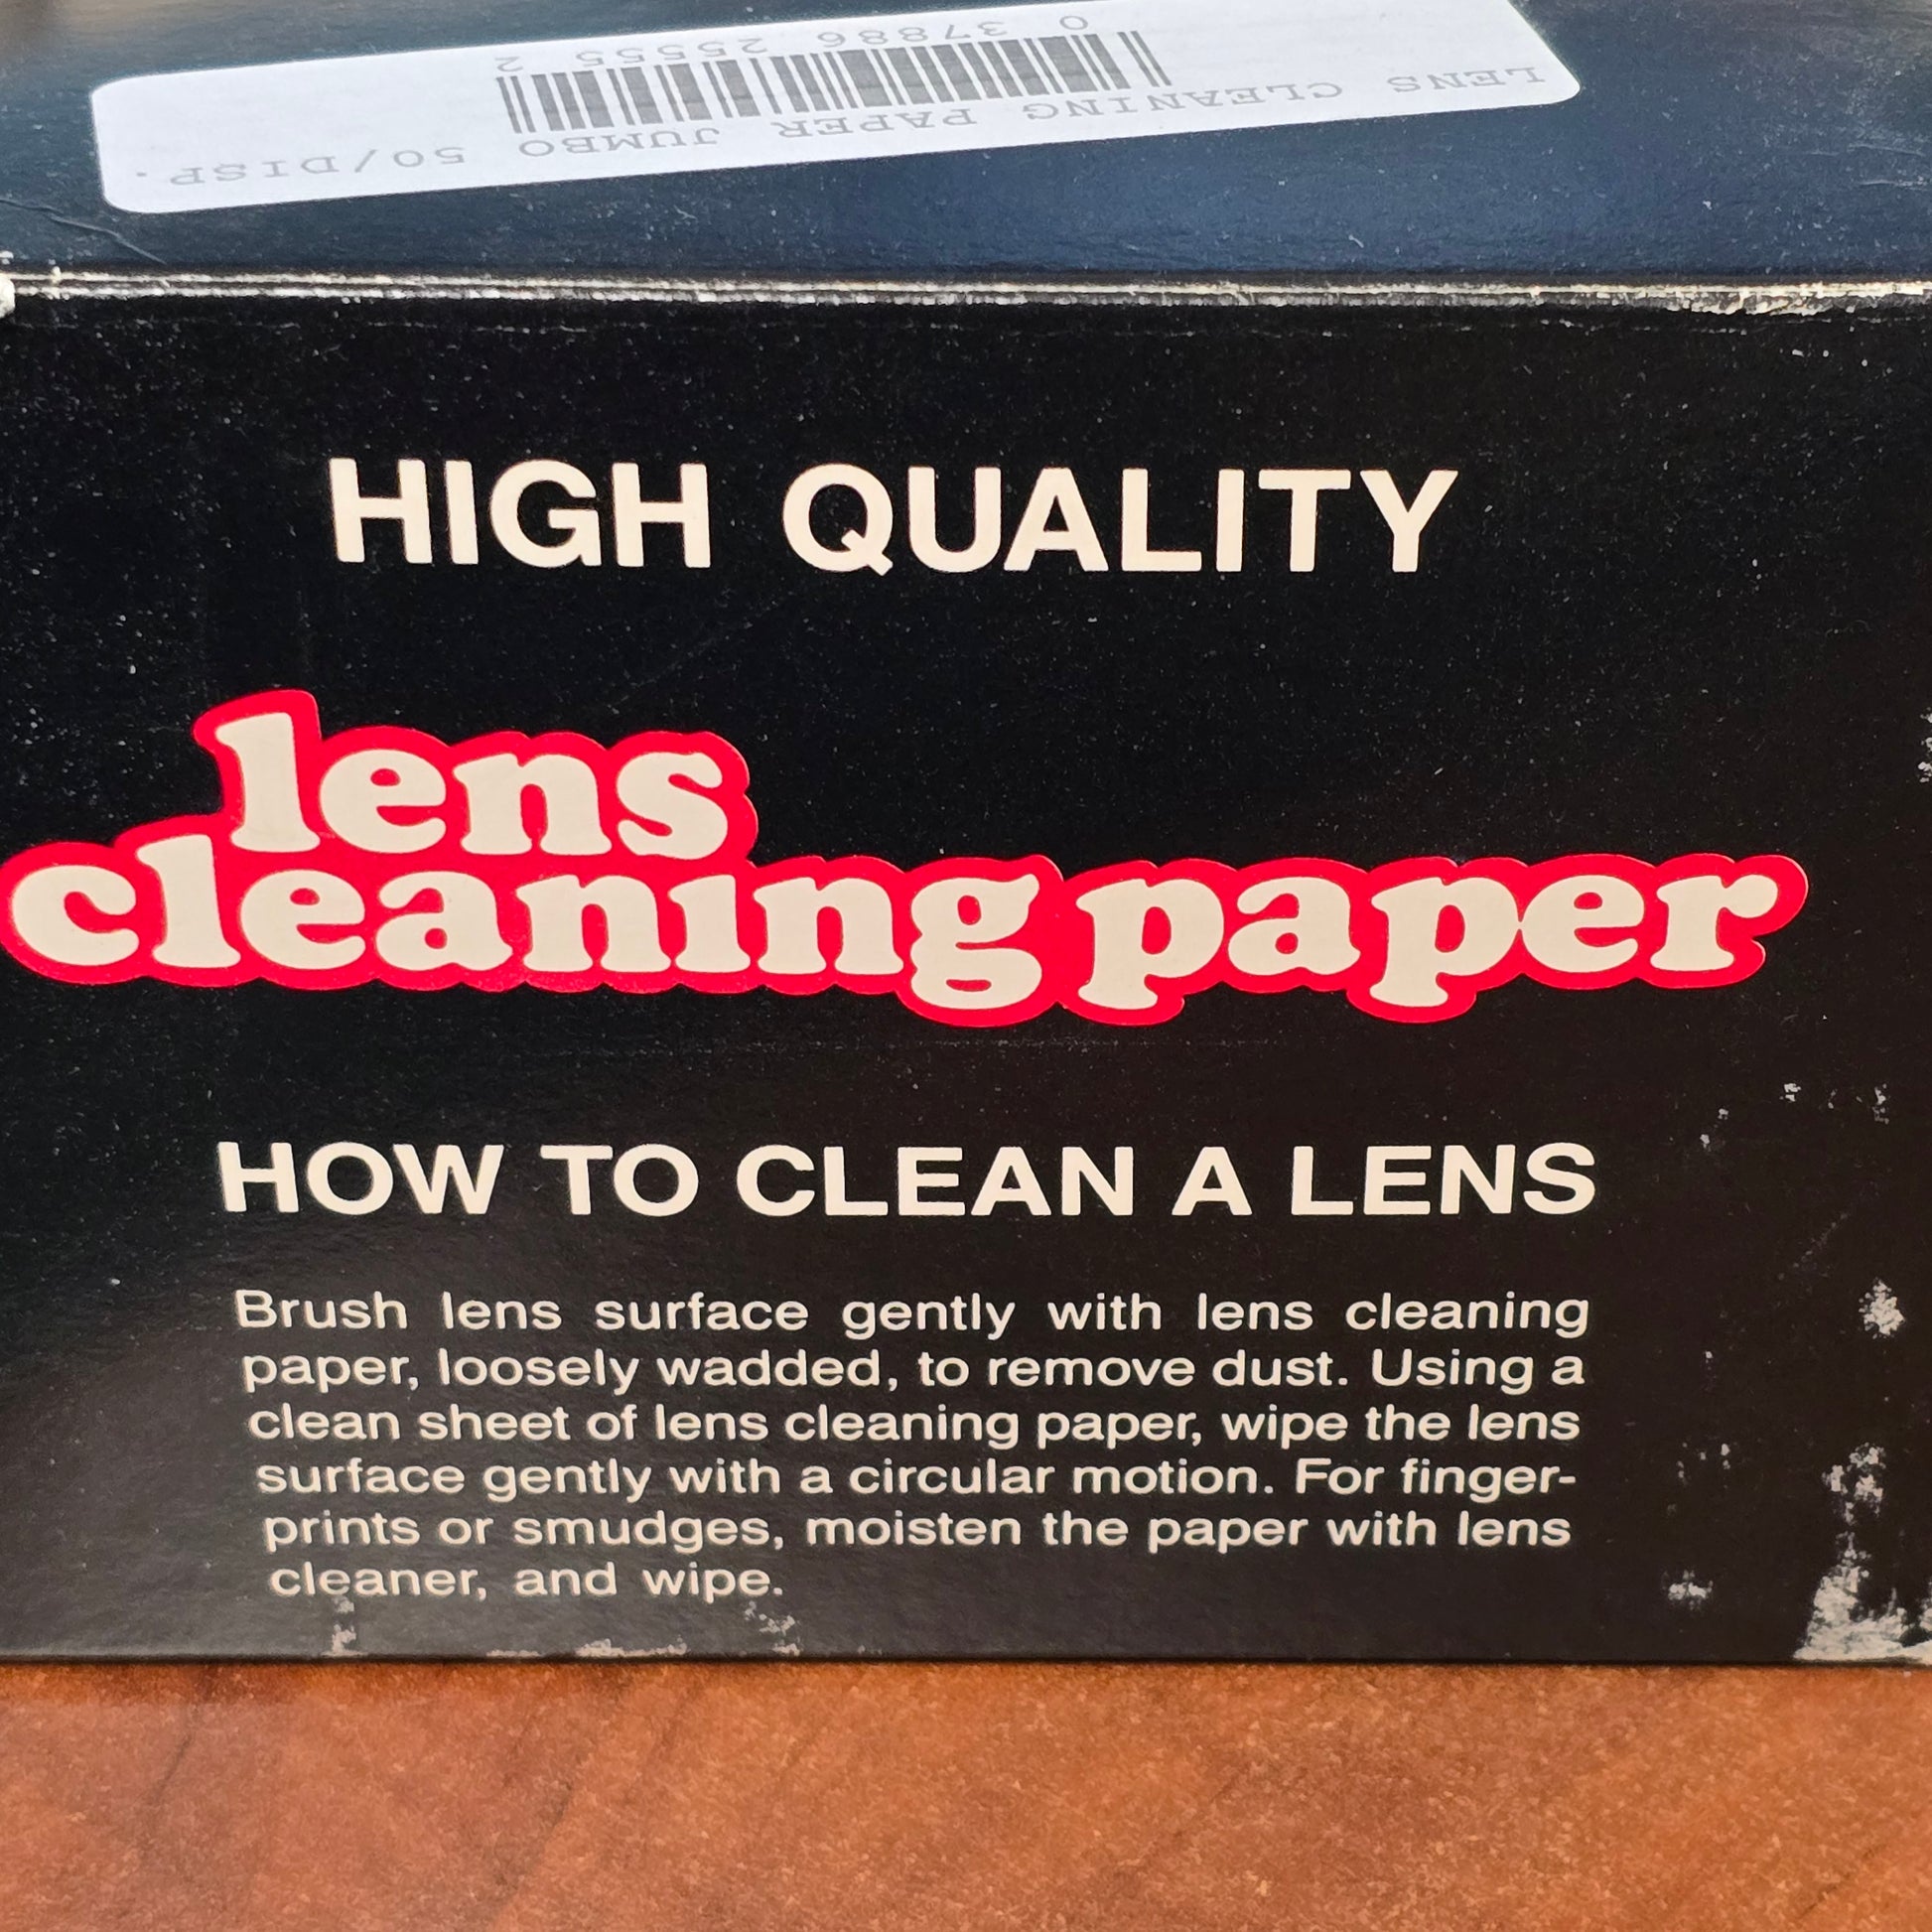 LENS CLEANING PAPER JUMBO 50/DISP.
0 37886 25555 2
HIGH QUALITY
lens
cleaning paper
HOW TO CLEAN A LENS
Brush lens surface gently with lens cleaning
paper, loosely wadded, to remove dust. Using a
clean sheet of lens cleaning paper, wipe the lens
surface gently with a circular motion. For finger-
prints or smudges, moisten the paper with lens
cleaner, and wipe.